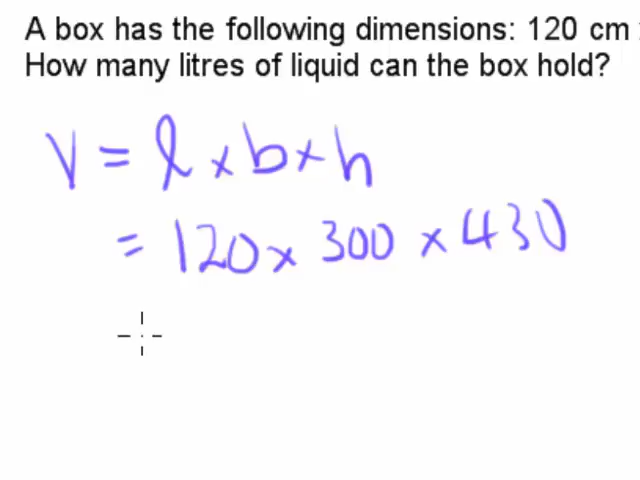 A box has the following dimensions: 120 cm
How many litres of liquid can the box hold?
V = l × b × h
= 120 × 300 × 430